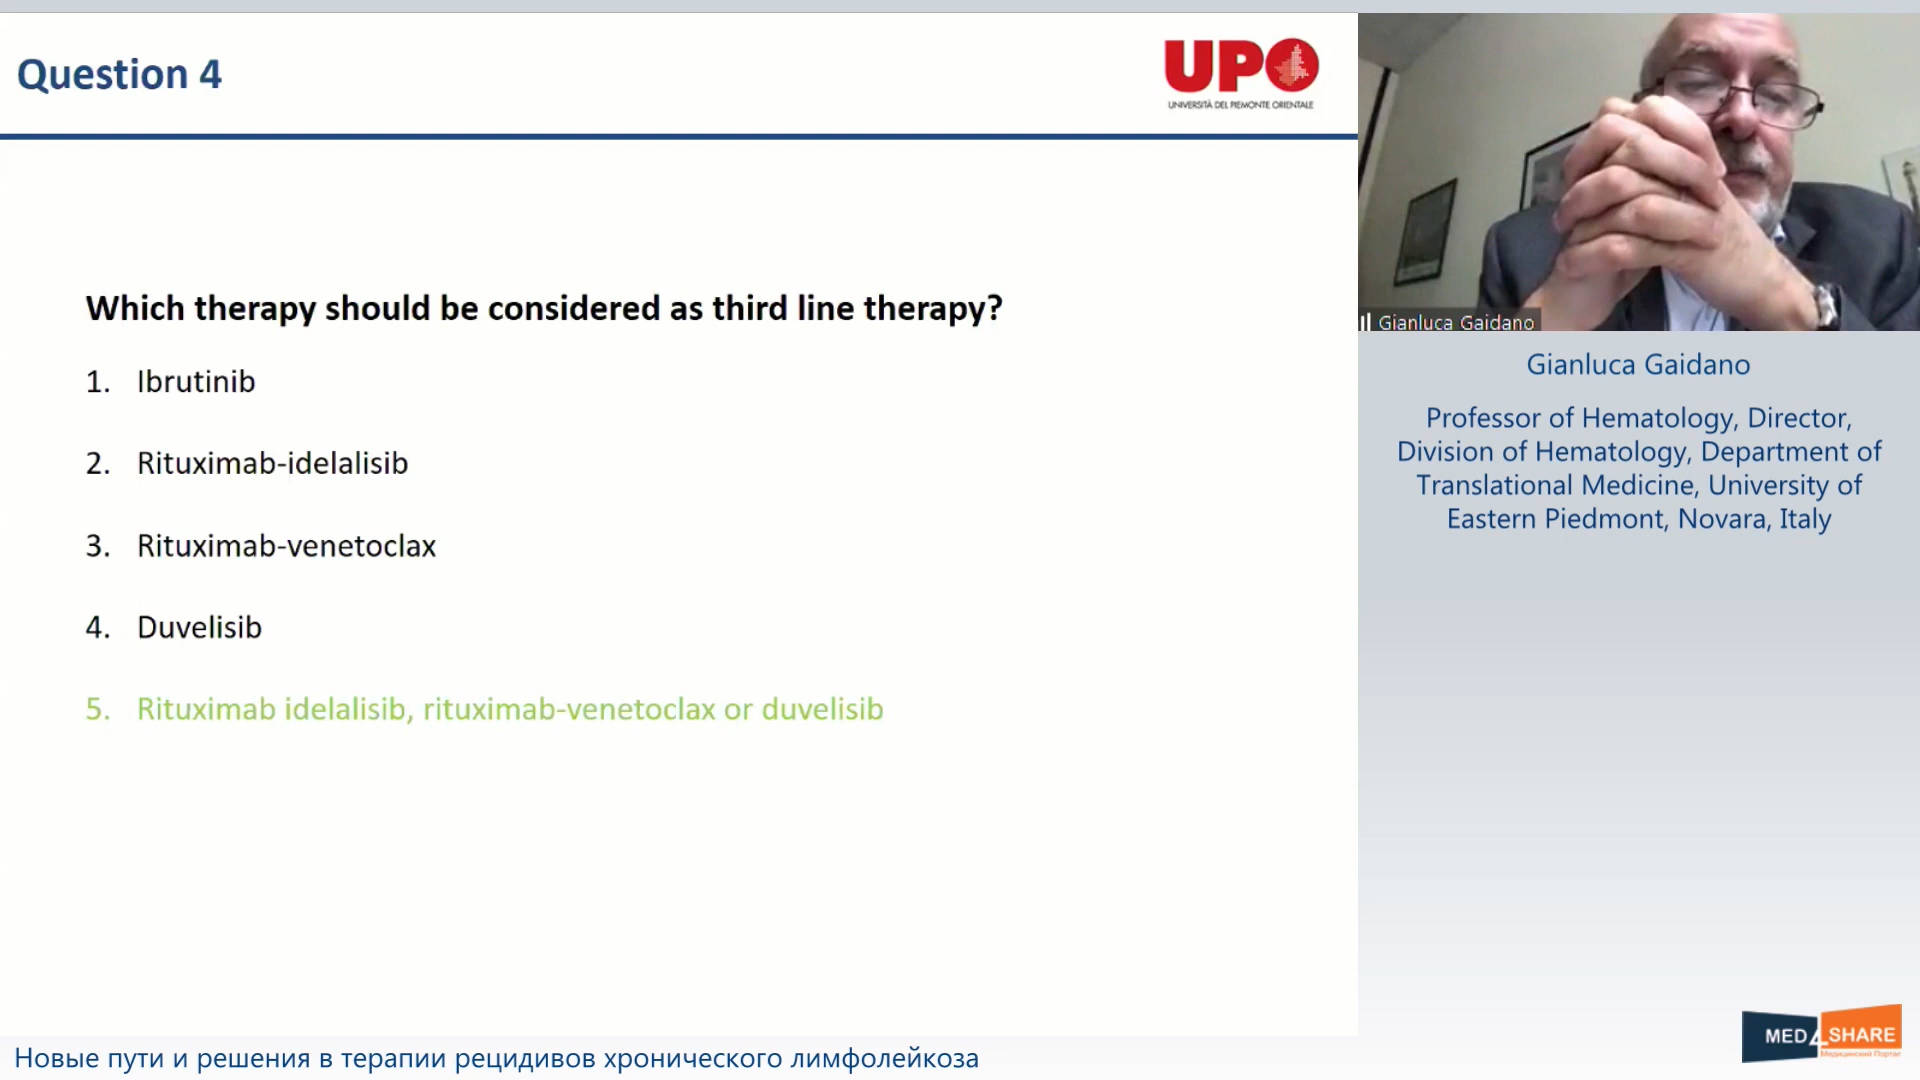 Question 4
UPO
UNIVERSITÀ DEL PIEMONTE ORIENTALE
Which therapy should be considered as third line therapy?
1. Ibrutinib
2. Rituximab-idelalisib
3. Rituximab-venetoclax
4. Duvelisib
5. Rituximab idelalisib, rituximab-venetoclax or duvelisib
Gianluca Gaidano
Gianluca Gaidano
Professor of Hematology, Director,
Division of Hematology, Department of
Translational Medicine, University of
Eastern Piedmont, Novara, Italy
MED4SHARE
Медицинский Портал
Новые пути и решения в терапии рецидивов хронического лимфолейкоза